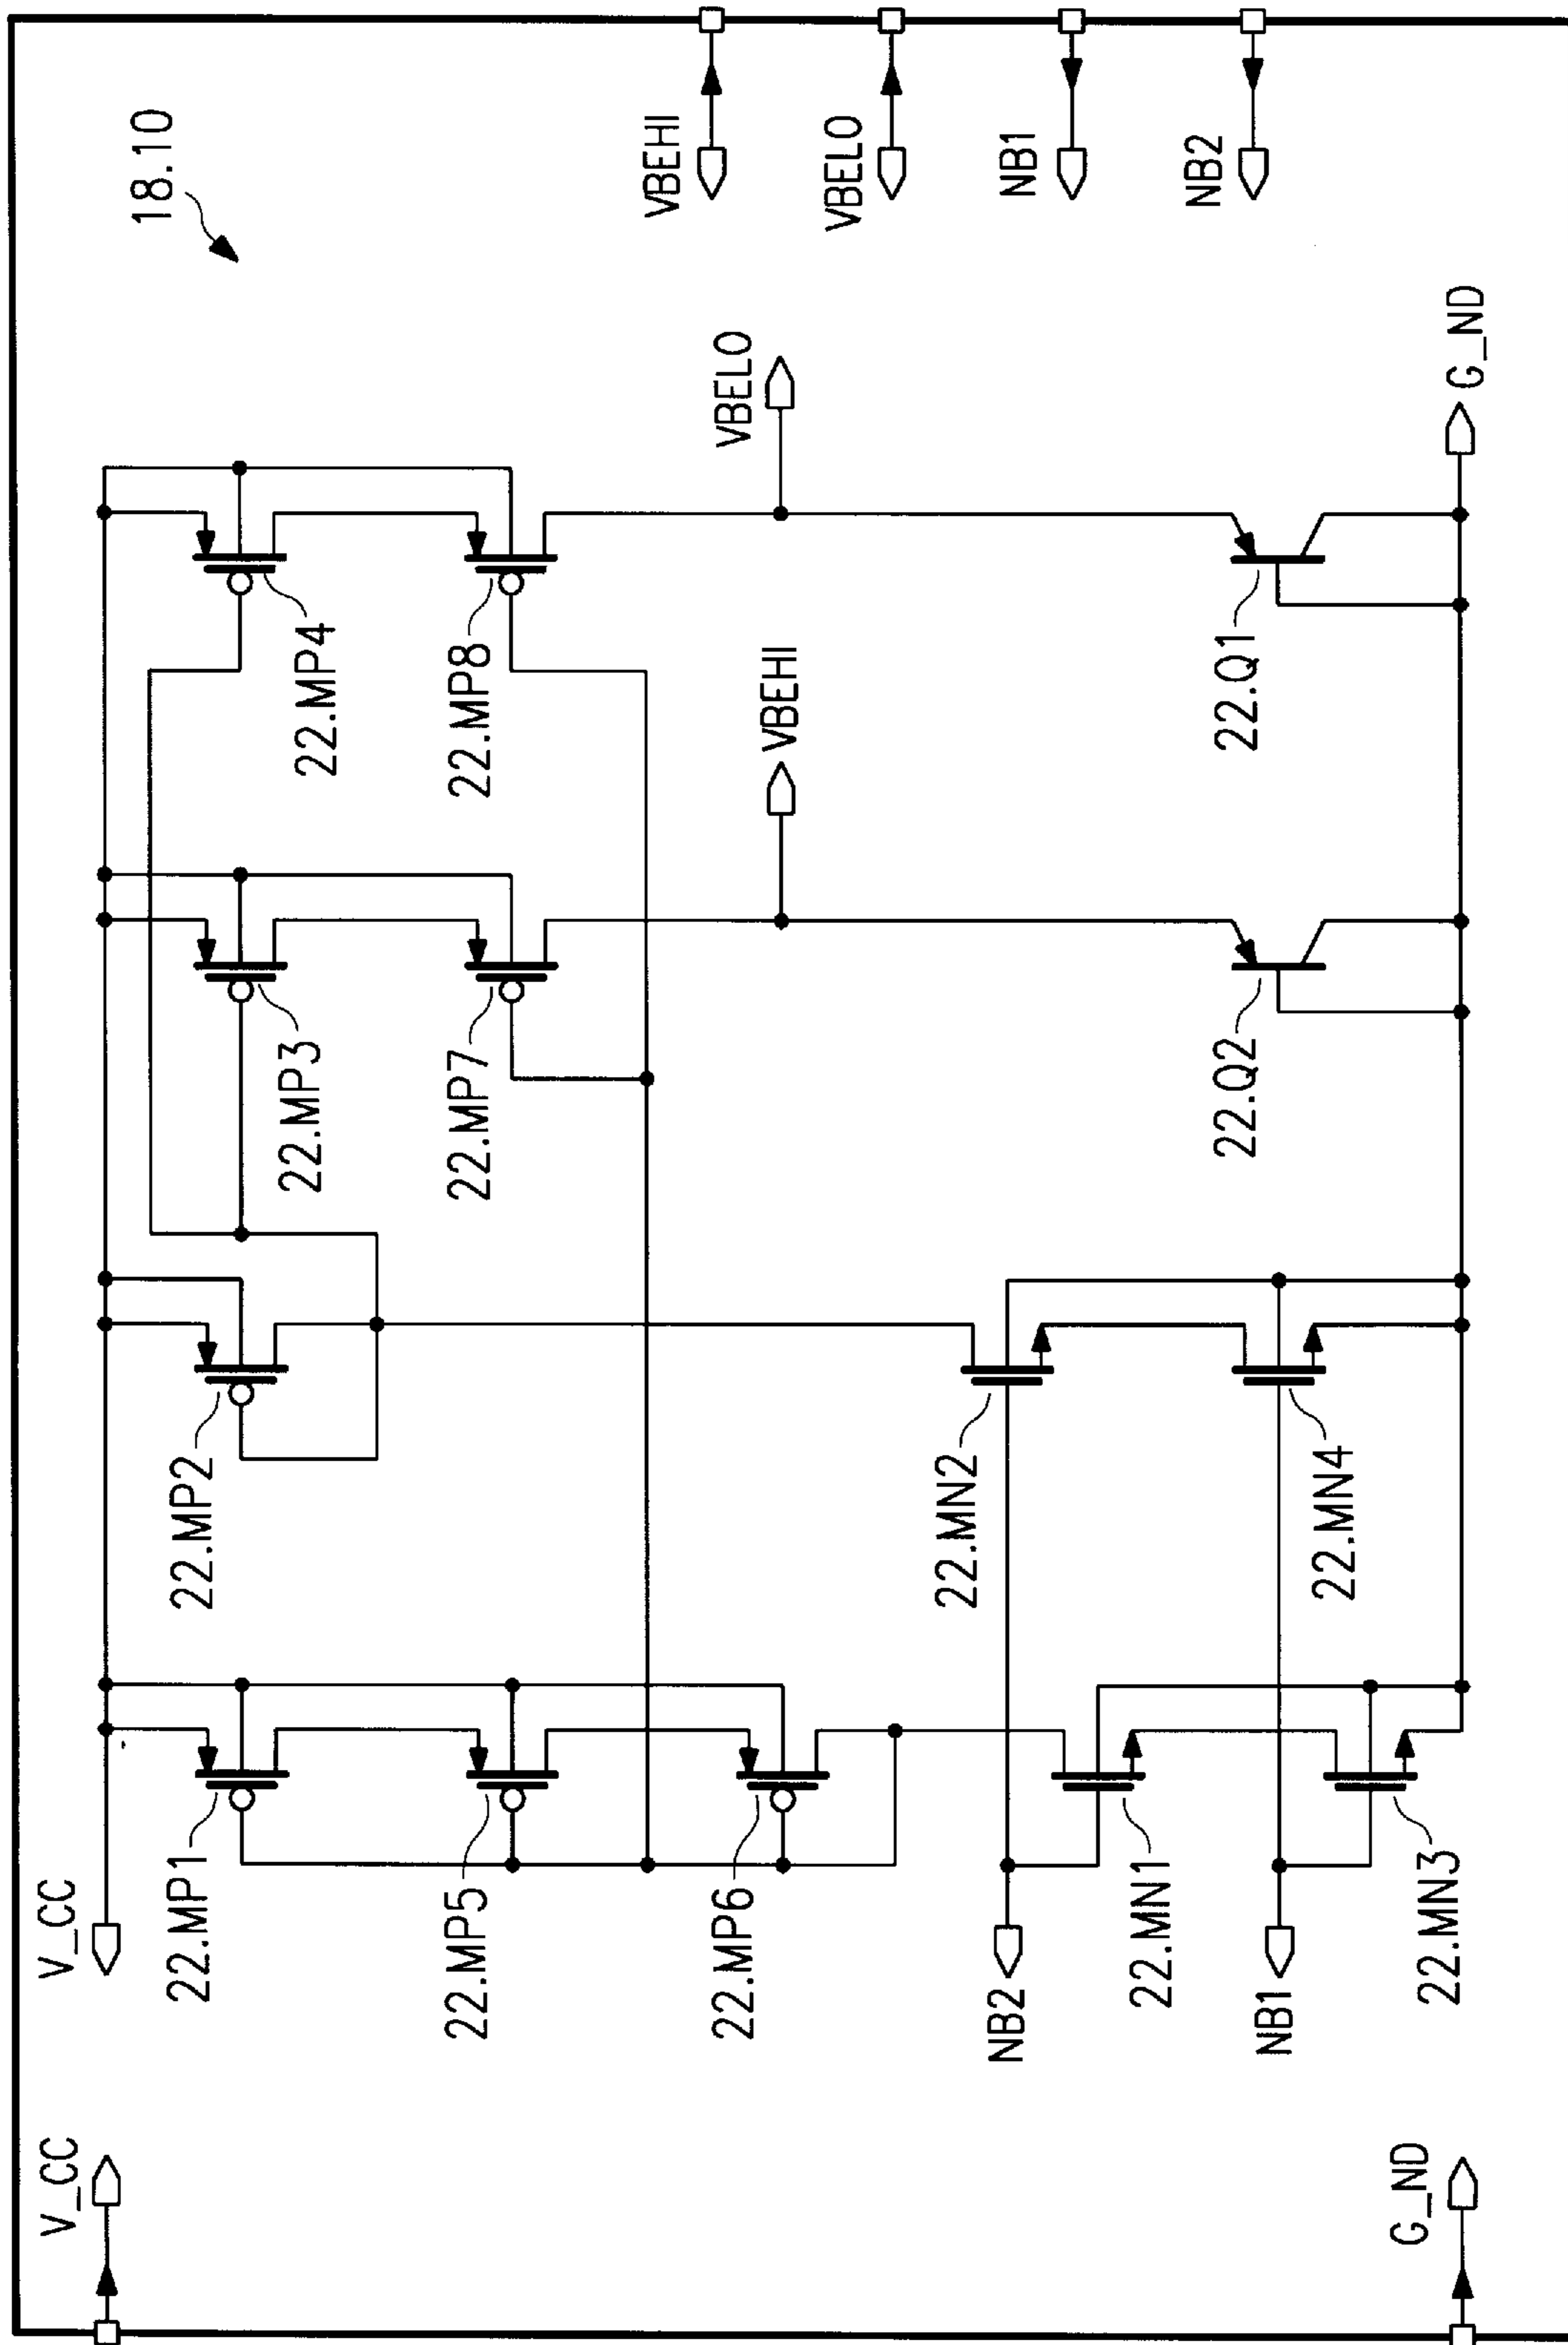 18.10
V_CC
V_CC
22.MP1
22.MP2
22.MP3
22.MP4
22.MP5
22.MP6
22.MP7
22.MP8
VBEHI
VBELO
VBEHI
VBELO
NB1
NB2
NB2
22.MN1
22.MN2
NB1
22.MN3
22.MN4
22.Q2
22.Q1
G_ND
G_ND